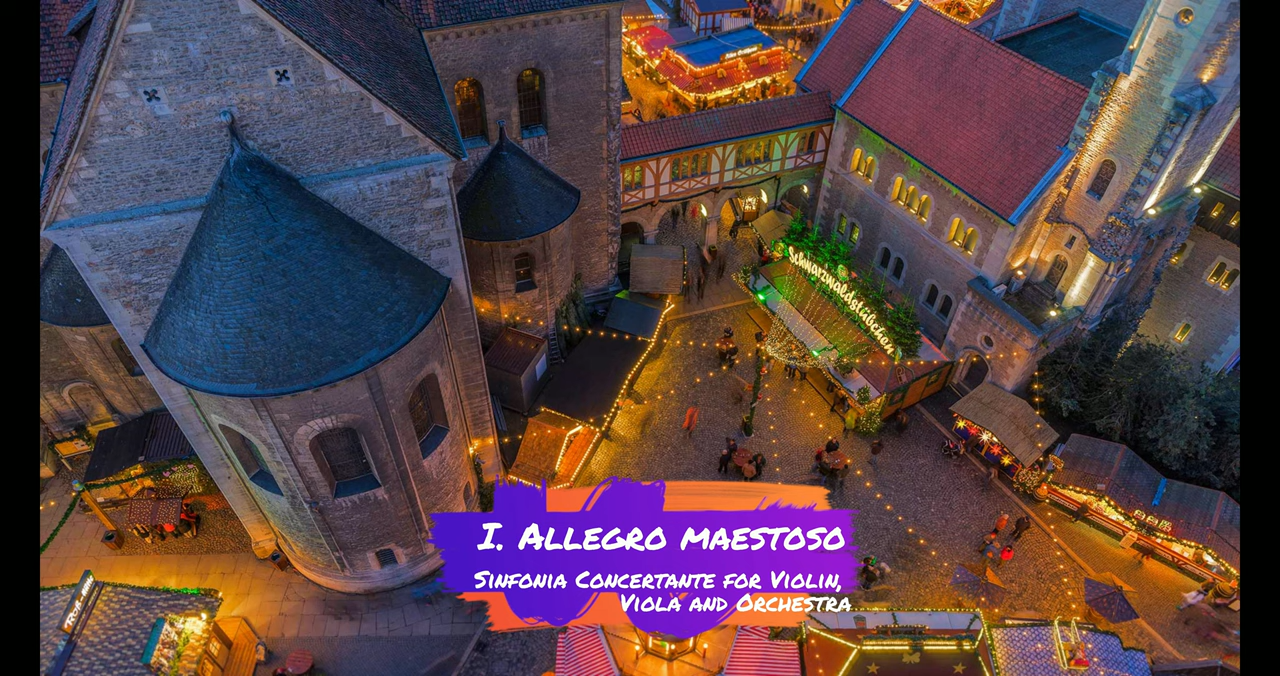 Schwarzwaldstübchen
I. Allegro maestoso
Sinfonia Concertante for Violin,
Viola and Orchestra